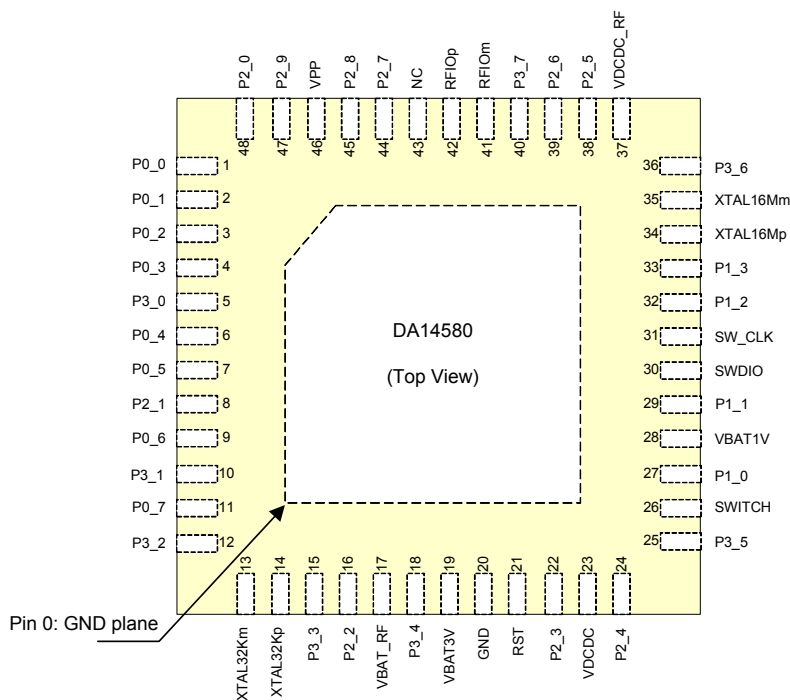 P2_0
P2_9
VPP
P2_8
P2_7
NC
RFIOp
RFIOm
P3_7
P2_6
P2_5
VDCDC_RF
48
47
46
45
44
43
42
41
40
39
38
37
P0_0 1
P0_1 2
P0_2 3
P0_3 4
P3_0 5
P0_4 6
P0_5 7
P2_1 8
P0_6 9
P3_1 10
P0_7 11
P3_2 12
DA14580
(Top View)
36 P3_6
35 XTAL16Mm
34 XTAL16Mp
33 P1_3
32 P1_2
31 SW_CLK
30 SWDIO
29 P1_1
28 VBAT1V
27 P1_0
26 SWITCH
25 P3_5
13
14
15
16
17
18
19
20
21
22
23
24
XTAL32Km
XTAL32Kp
P3_3
P2_2
VBAT_RF
P3_4
VBAT3V
GND
RST
P2_3
VDCDC
P2_4
Pin 0: GND plane